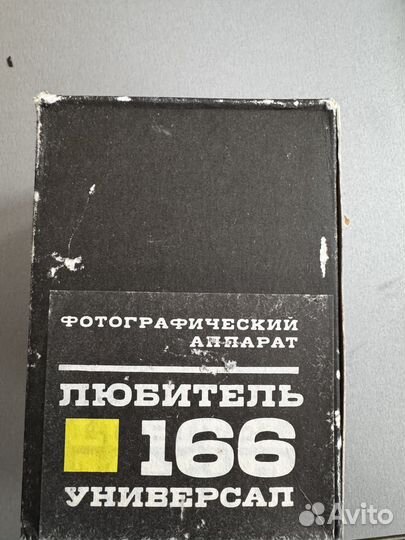 ФОТОГРАФИЧЕСКИЙ
АППАРАТ
ЛЮБИТЕЛЬ
166
УНИВЕРСАЛ
Avito